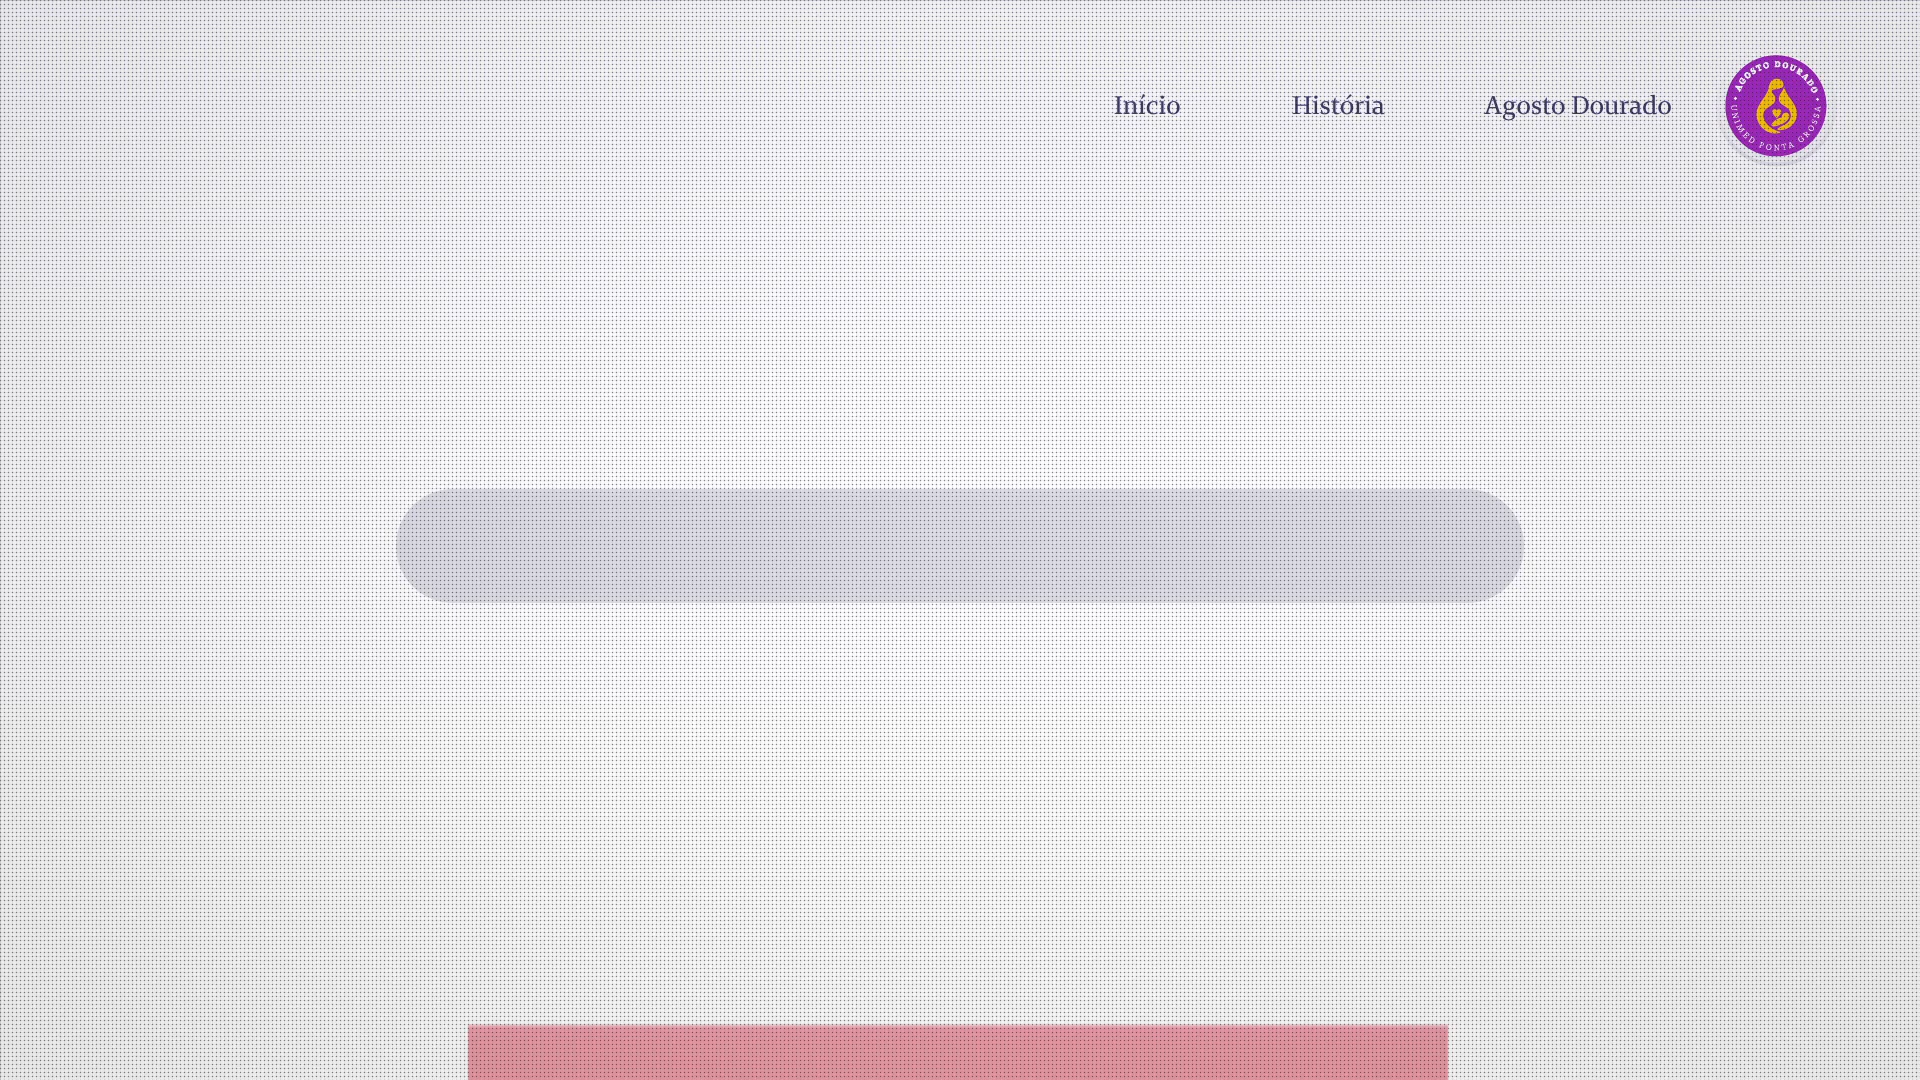 Início
História
Agosto Dourado
AGOSTO DOURADO
UNIMED PONTA GROSSA